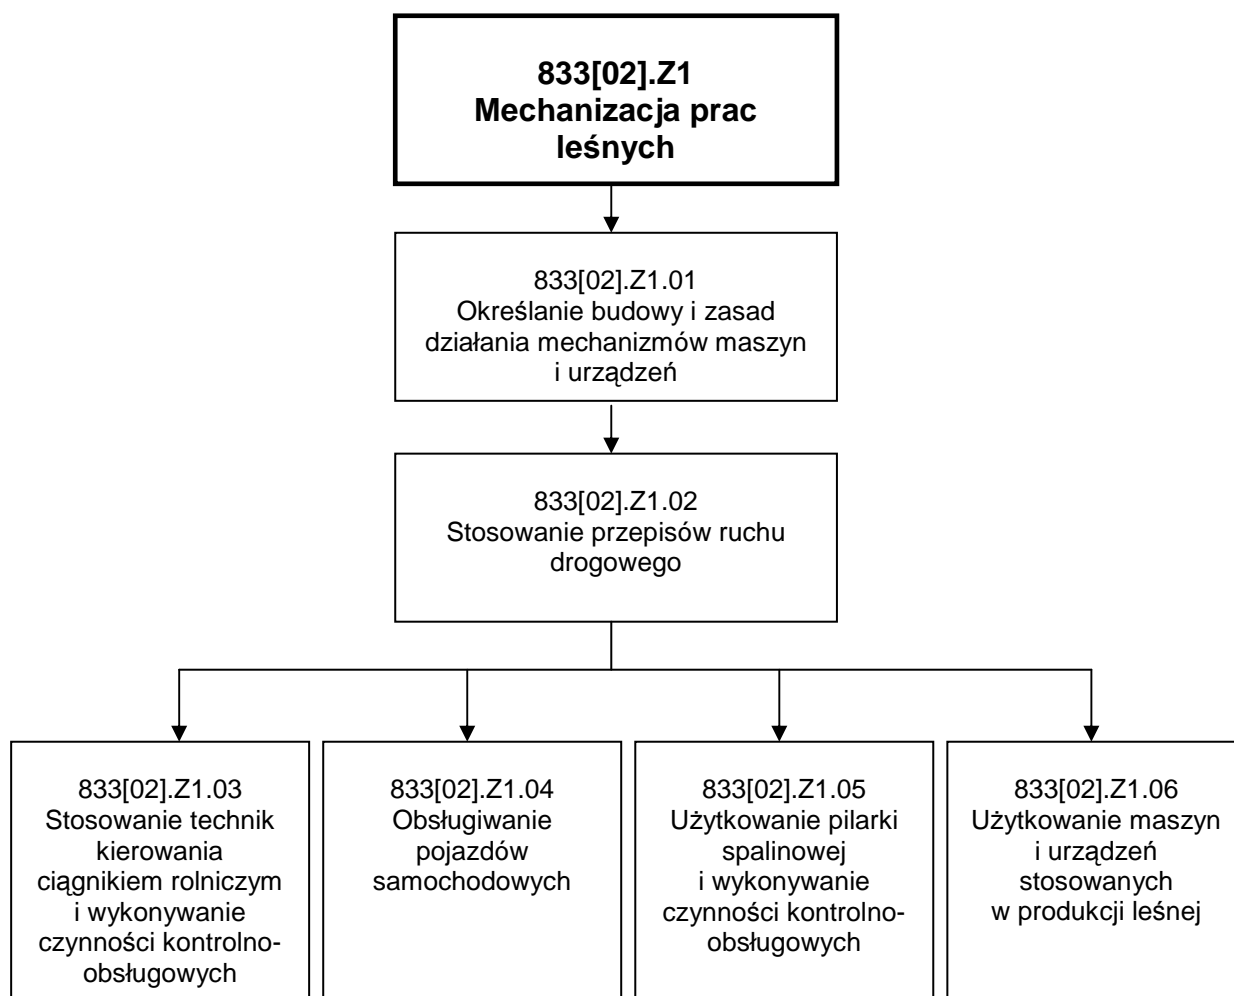 833[02].Z1
Mechanizacja prac
leśnych
833[02].Z1.01
Określanie budowy i zasad
działania mechanizmów maszyn
i urządzeń
833[02].Z1.02
Stosowanie przepisów ruchu
drogowego
833[02].Z1.03
Stosowanie technik
kierowania
ciągnikiem rolniczym
i wykonywanie
czynności kontrolno-
obsługowych
833[02].Z1.04
Obsługiwanie
pojazdów
samochodowych
833[02].Z1.05
Użytkowanie pilarki
spalinowej
i wykonywanie
czynności kontrolno-
obsługowych
833[02].Z1.06
Użytkowanie maszyn
i urządzeń
stosowanych
w produkcji leśnej